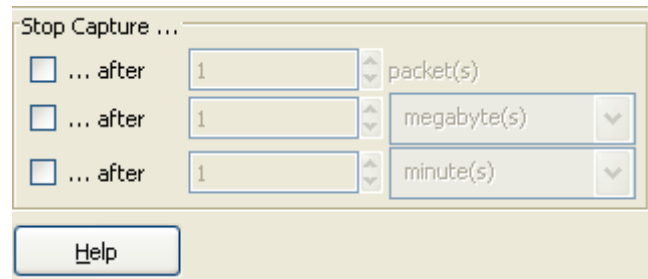 Stop Capture ...
... after 1 packet(s)
... after 1 megabyte(s)
... after 1 minute(s)
Help